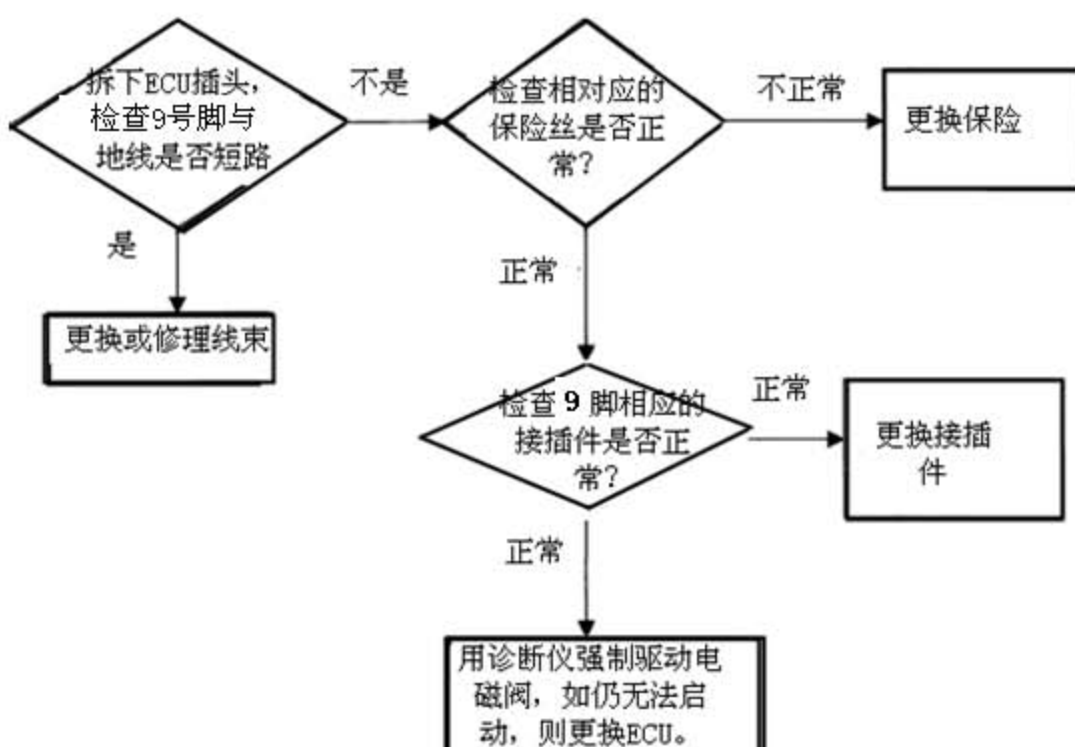 拆下ECU插头，
检查9号脚与
地线是否短路
不是
检查相对应的
保险丝是否正
常？
不正常
更换保险
是
更换或修理线束
正常
检查 9 脚相应的
接插件是否正
常？
正常
更换接插
件
正常
用诊断仪强制驱动电
磁阀，如仍无法启
动，则更换ECU。